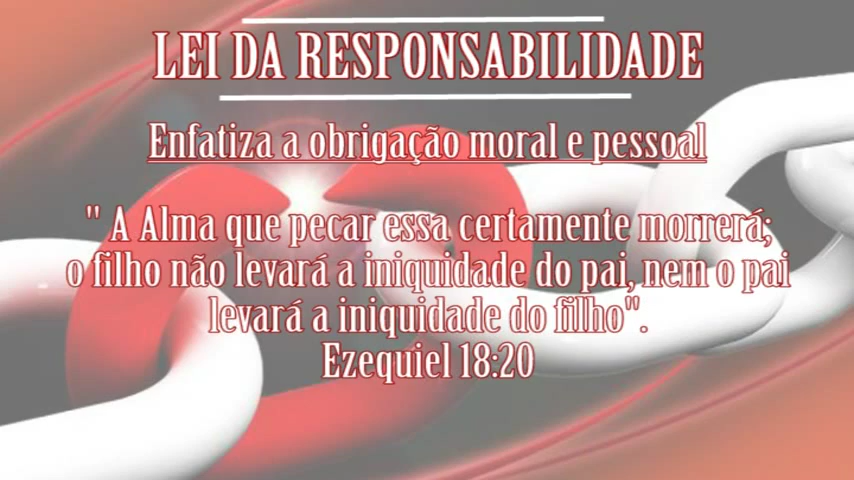 LEI DA RESPONSABILIDADE
Enfatiza a obrigação moral e pessoal
" A Alma que pecar essa certamente morrerá;
o filho não levará a iniquidade do pai, nem o pai
levará a iniquidade do filho".
Ezequiel 18:20